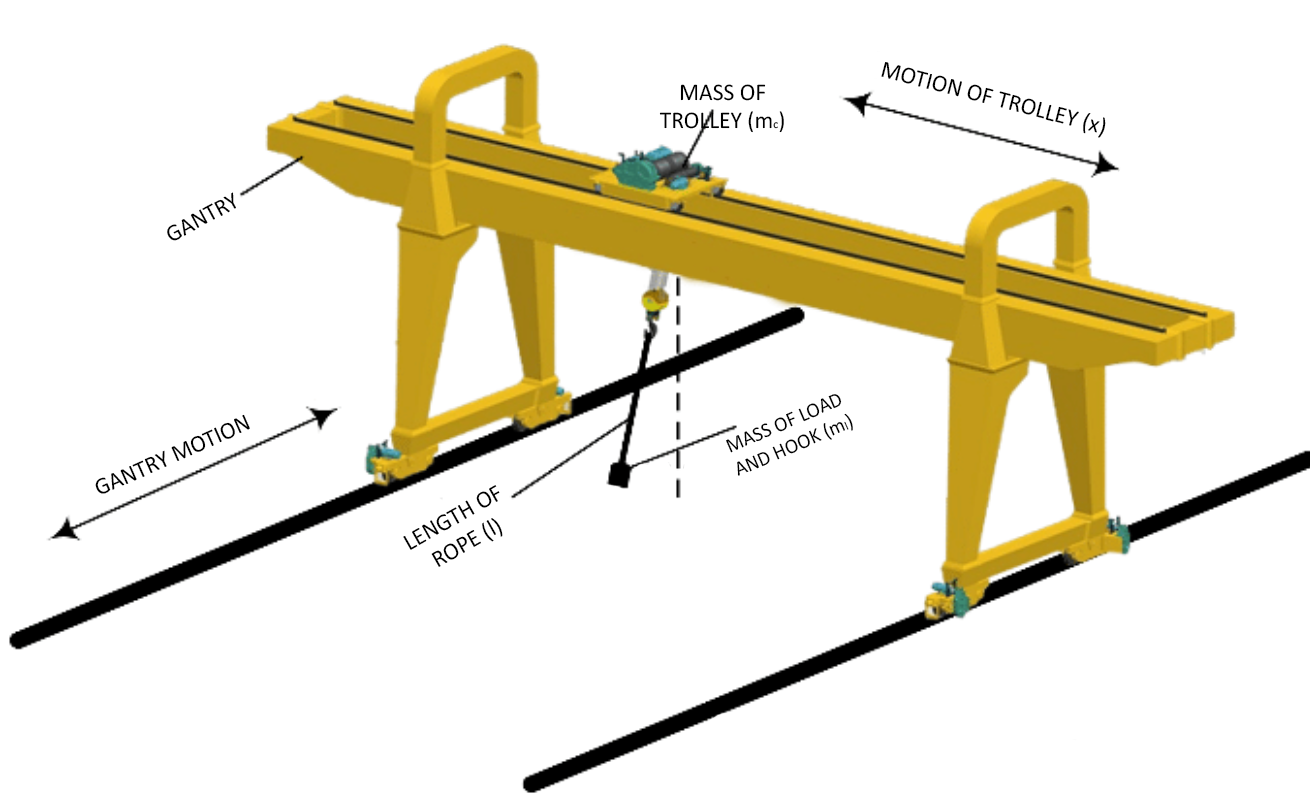 MASS OF
TROLLEY (mc)
MOTION OF TROLLEY (x)
GANTRY
GANTRY MOTION
MASS OF LOAD
AND HOOK (ml)
LENGTH OF
ROPE (l)